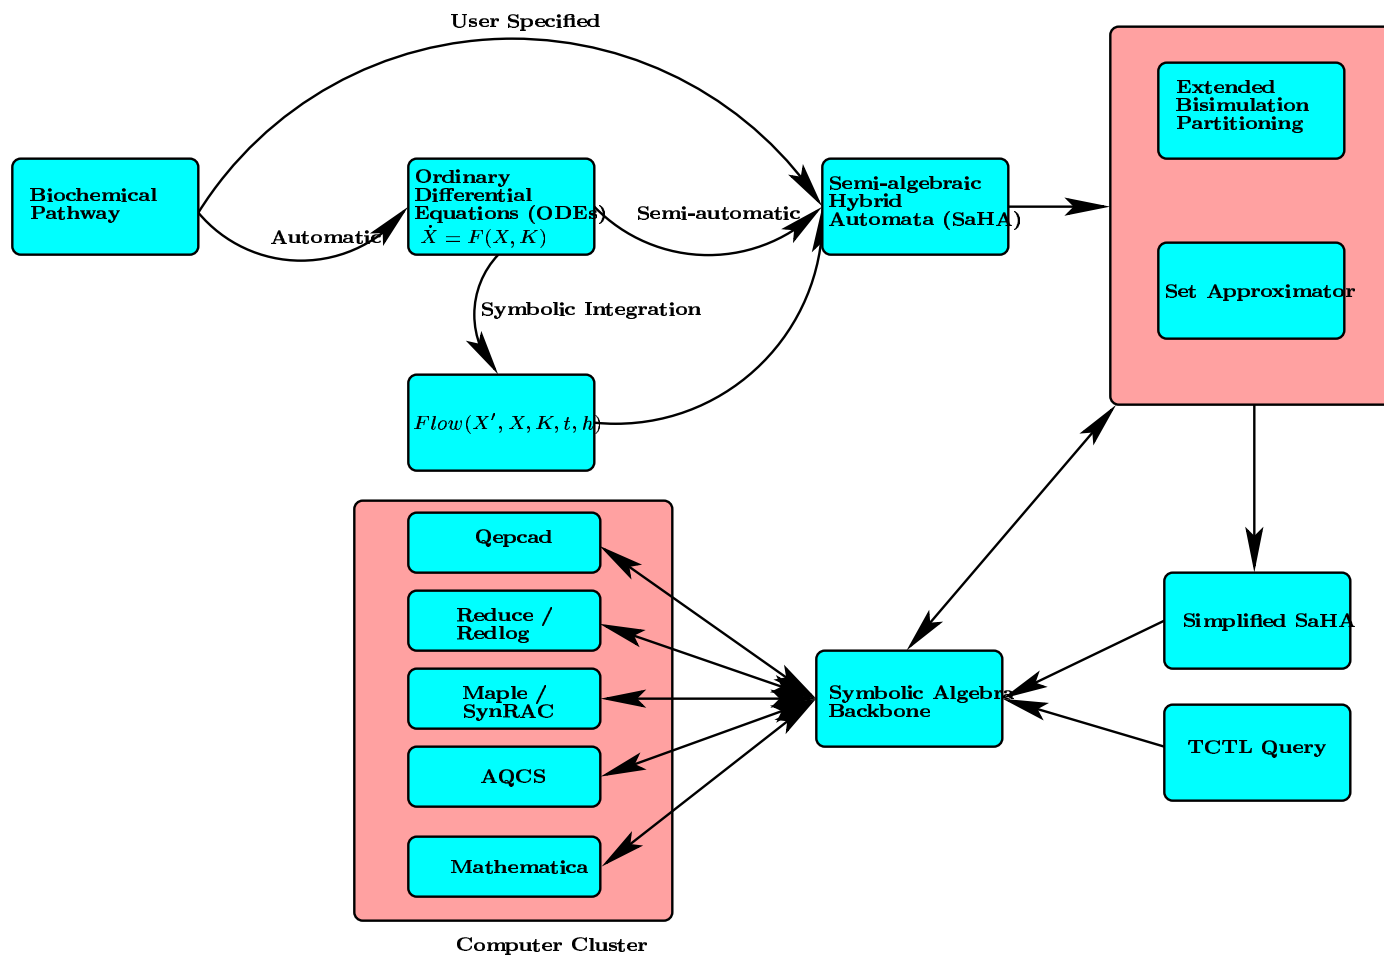 User Specified
Extended
Bisimulation
Partitioning
Biochemical
Pathway
Automatic
Ordinary
Differential
Equations (ODEs)
Ẋ = F(X, K)
Semi-automatic
Semi-algebraic
Hybrid
Automata (SaHA)
Set Approximator
Symbolic Integration
Flow(X′, X, K, t, h)
Qepcad
Reduce /
Redlog
Maple /
SynRAC
AQCS
Mathematica
Computer Cluster
Symbolic Algebra
Backbone
Simplified SaHA
TCTL Query